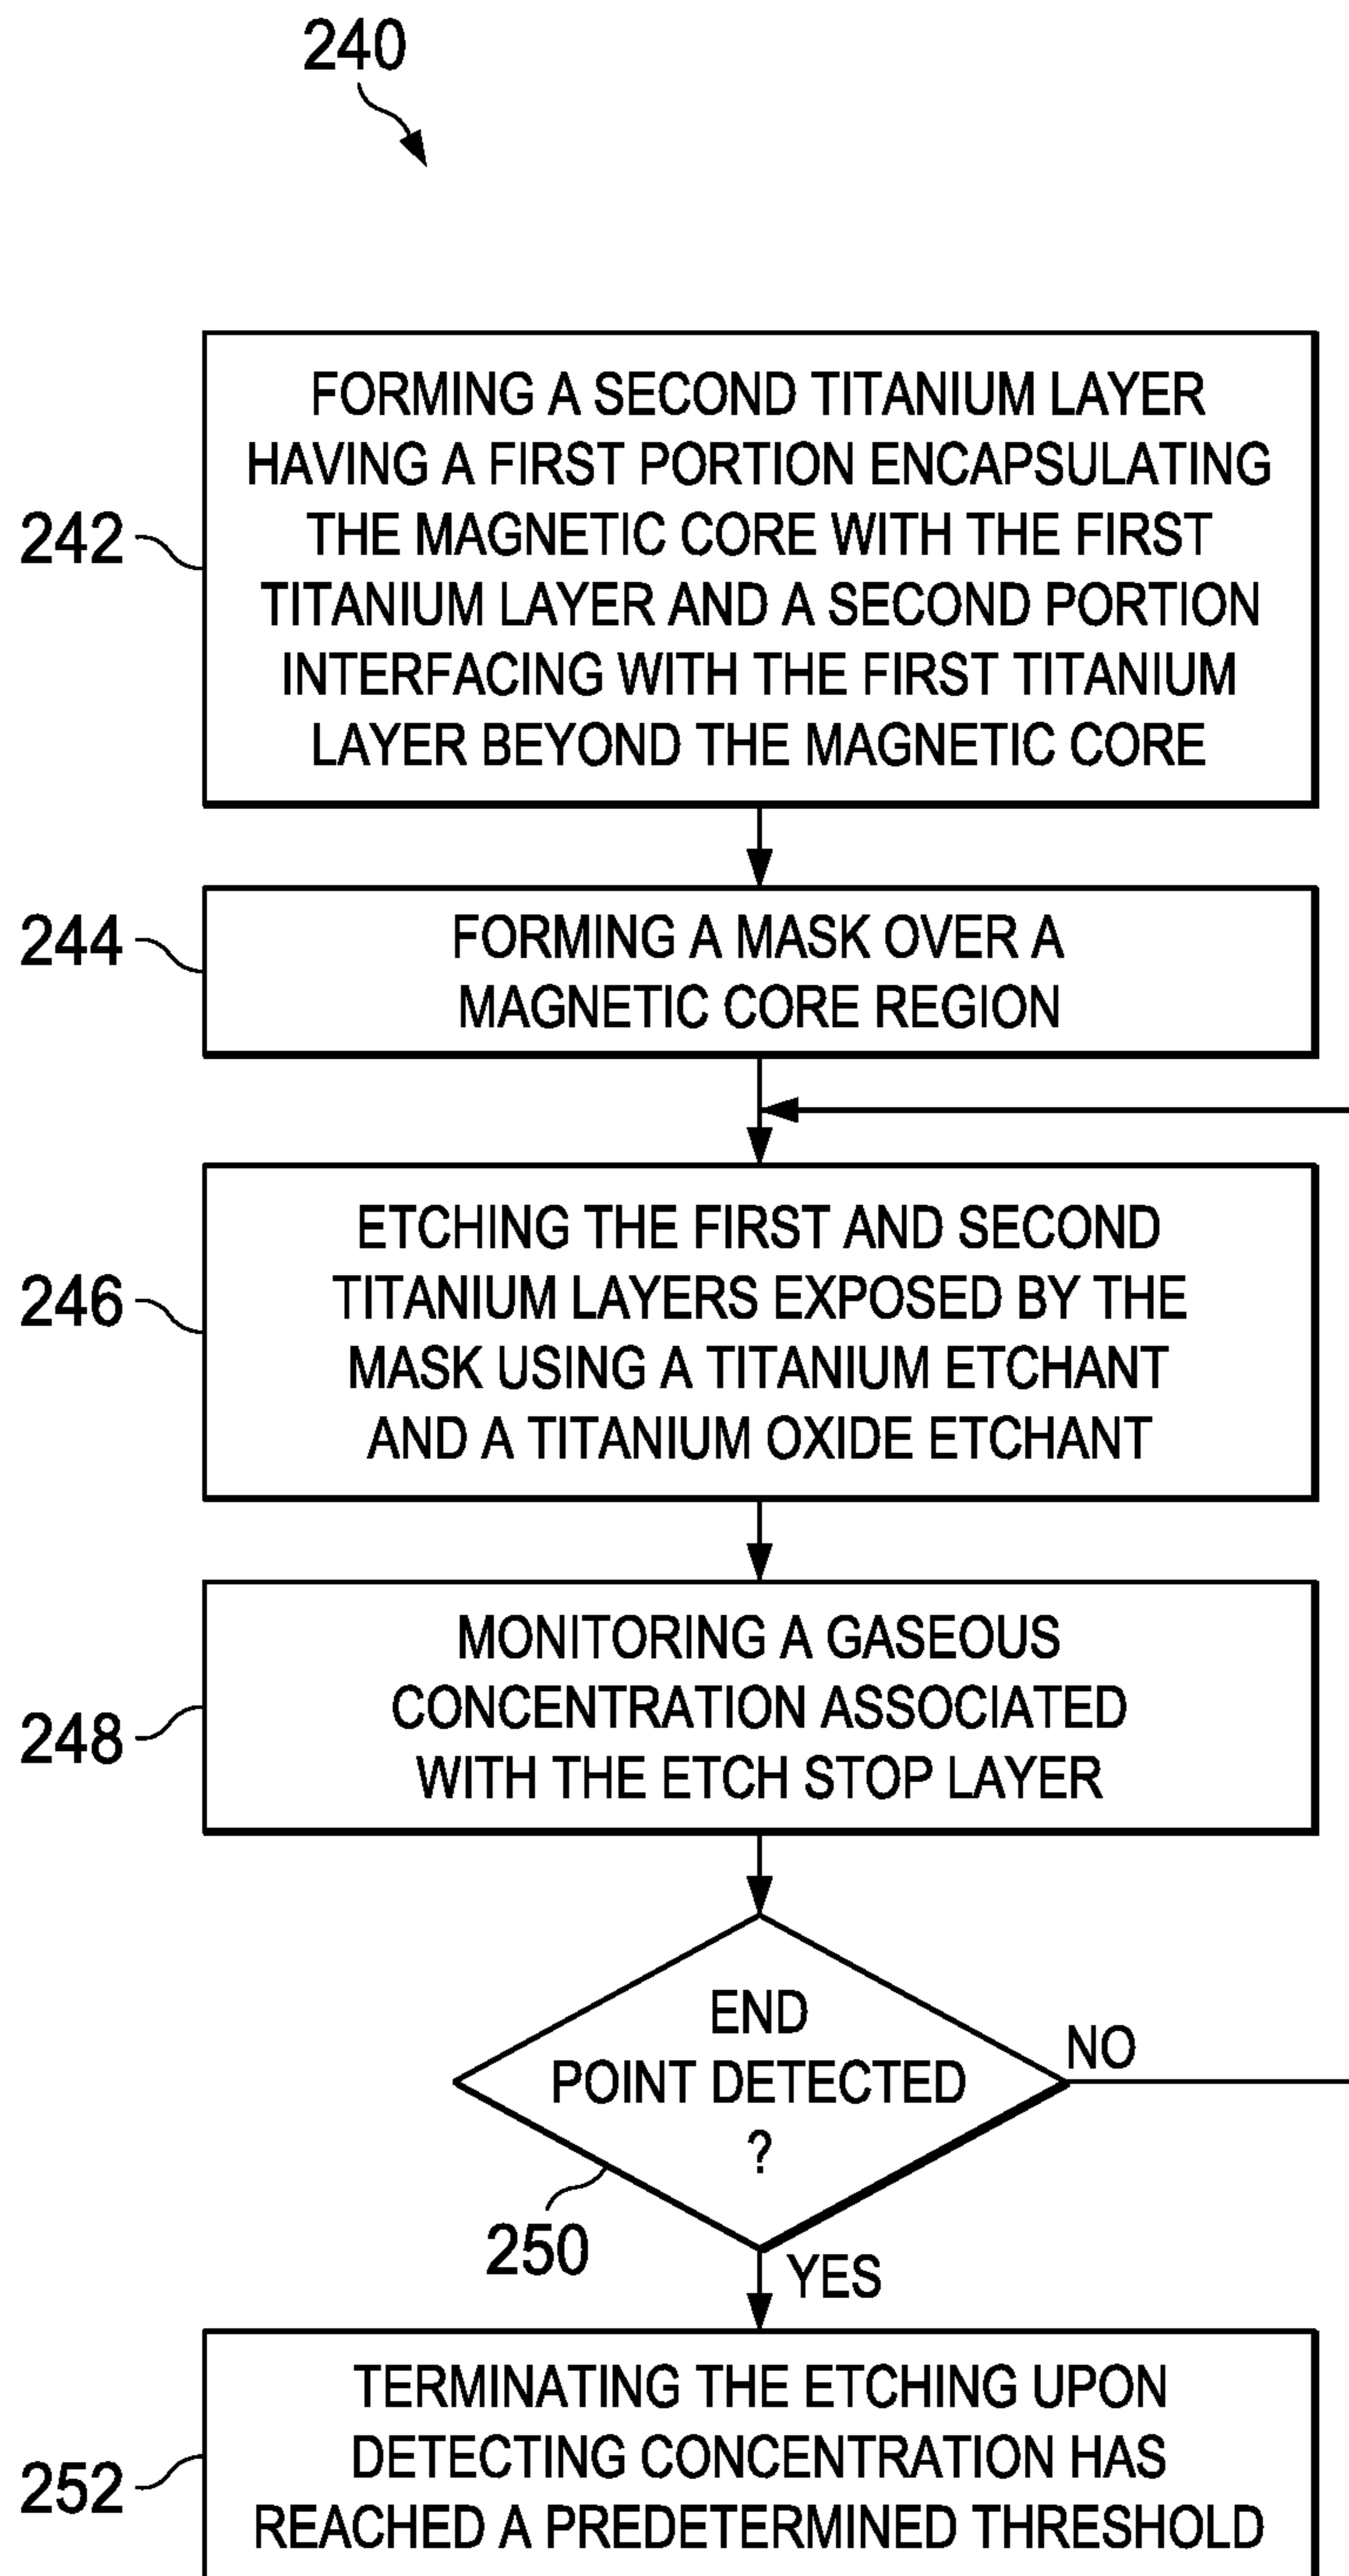 240
FORMING A SECOND TITANIUM LAYER
HAVING A FIRST PORTION ENCAPSULATING
THE MAGNETIC CORE WITH THE FIRST
TITANIUM LAYER AND A SECOND PORTION
INTERFACING WITH THE FIRST TITANIUM
LAYER BEYOND THE MAGNETIC CORE
242
FORMING A MASK OVER A
MAGNETIC CORE REGION
244
ETCHING THE FIRST AND SECOND
TITANIUM LAYERS EXPOSED BY THE
MASK USING A TITANIUM ETCHANT
AND A TITANIUM OXIDE ETCHANT
246
MONITORING A GASEOUS
CONCENTRATION ASSOCIATED
WITH THE ETCH STOP LAYER
248
END
POINT DETECTED
?
NO
250
YES
TERMINATING THE ETCHING UPON
DETECTING CONCENTRATION HAS
REACHED A PREDETERMINED THRESHOLD
252